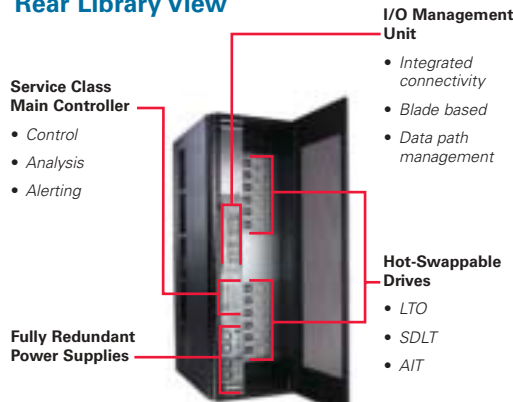 Rear Library View
I/O Management
Unit
• Integrated
connectivity
• Blade based
• Data path
management
Service Class
Main Controller
• Control
• Analysis
• Alerting
Hot-Swappable
Drives
• LTO
• SDLT
• AIT
Fully Redundant
Power Supplies